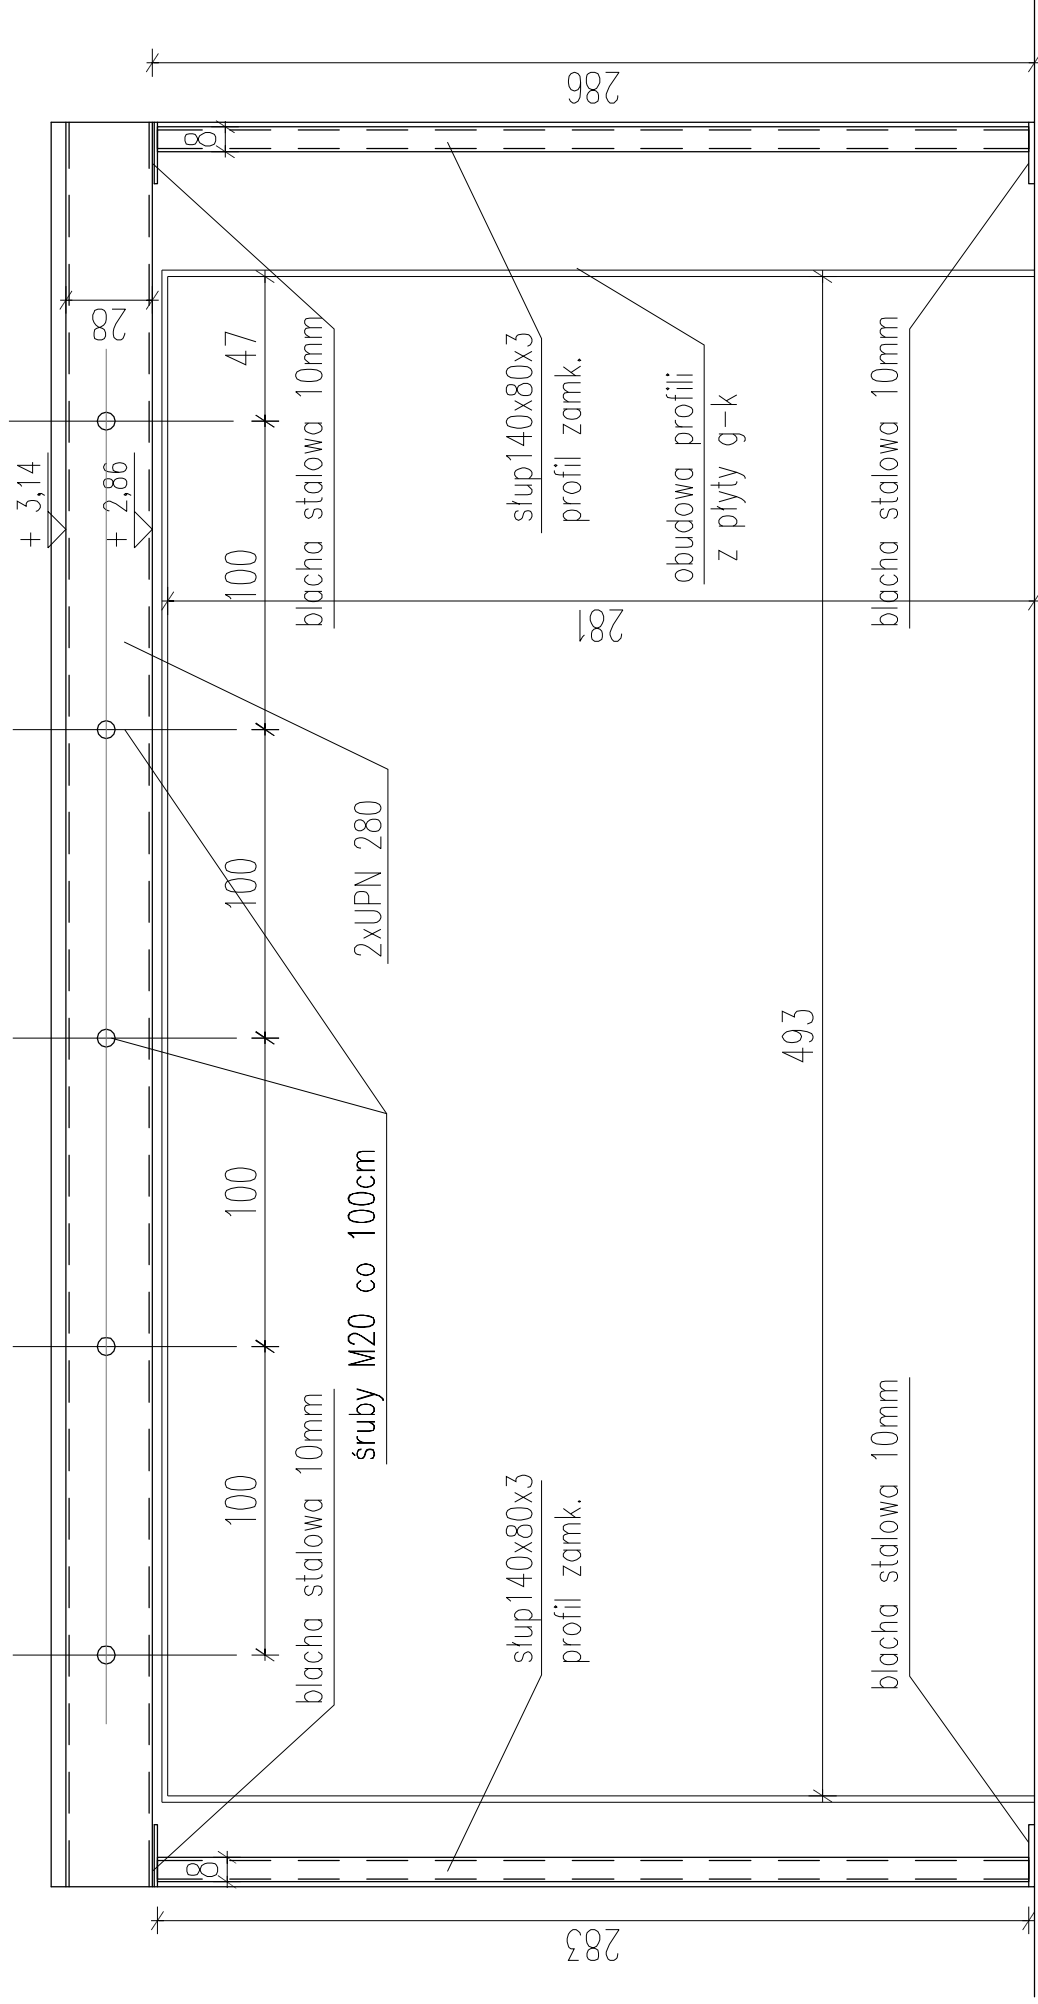 + 3,14
+ 2,86
28
286
8
47
100
100
100
100
8
283
blacha stalowa 10mm
blacha stalowa 10mm
śruby M20 co 100cm
2xUPN 280
słup140x80x3
profil zamk.
słup140x80x3
profil zamk.
281
obudowa profili
z płyty g-k
493
blacha stalowa 10mm
blacha stalowa 10mm